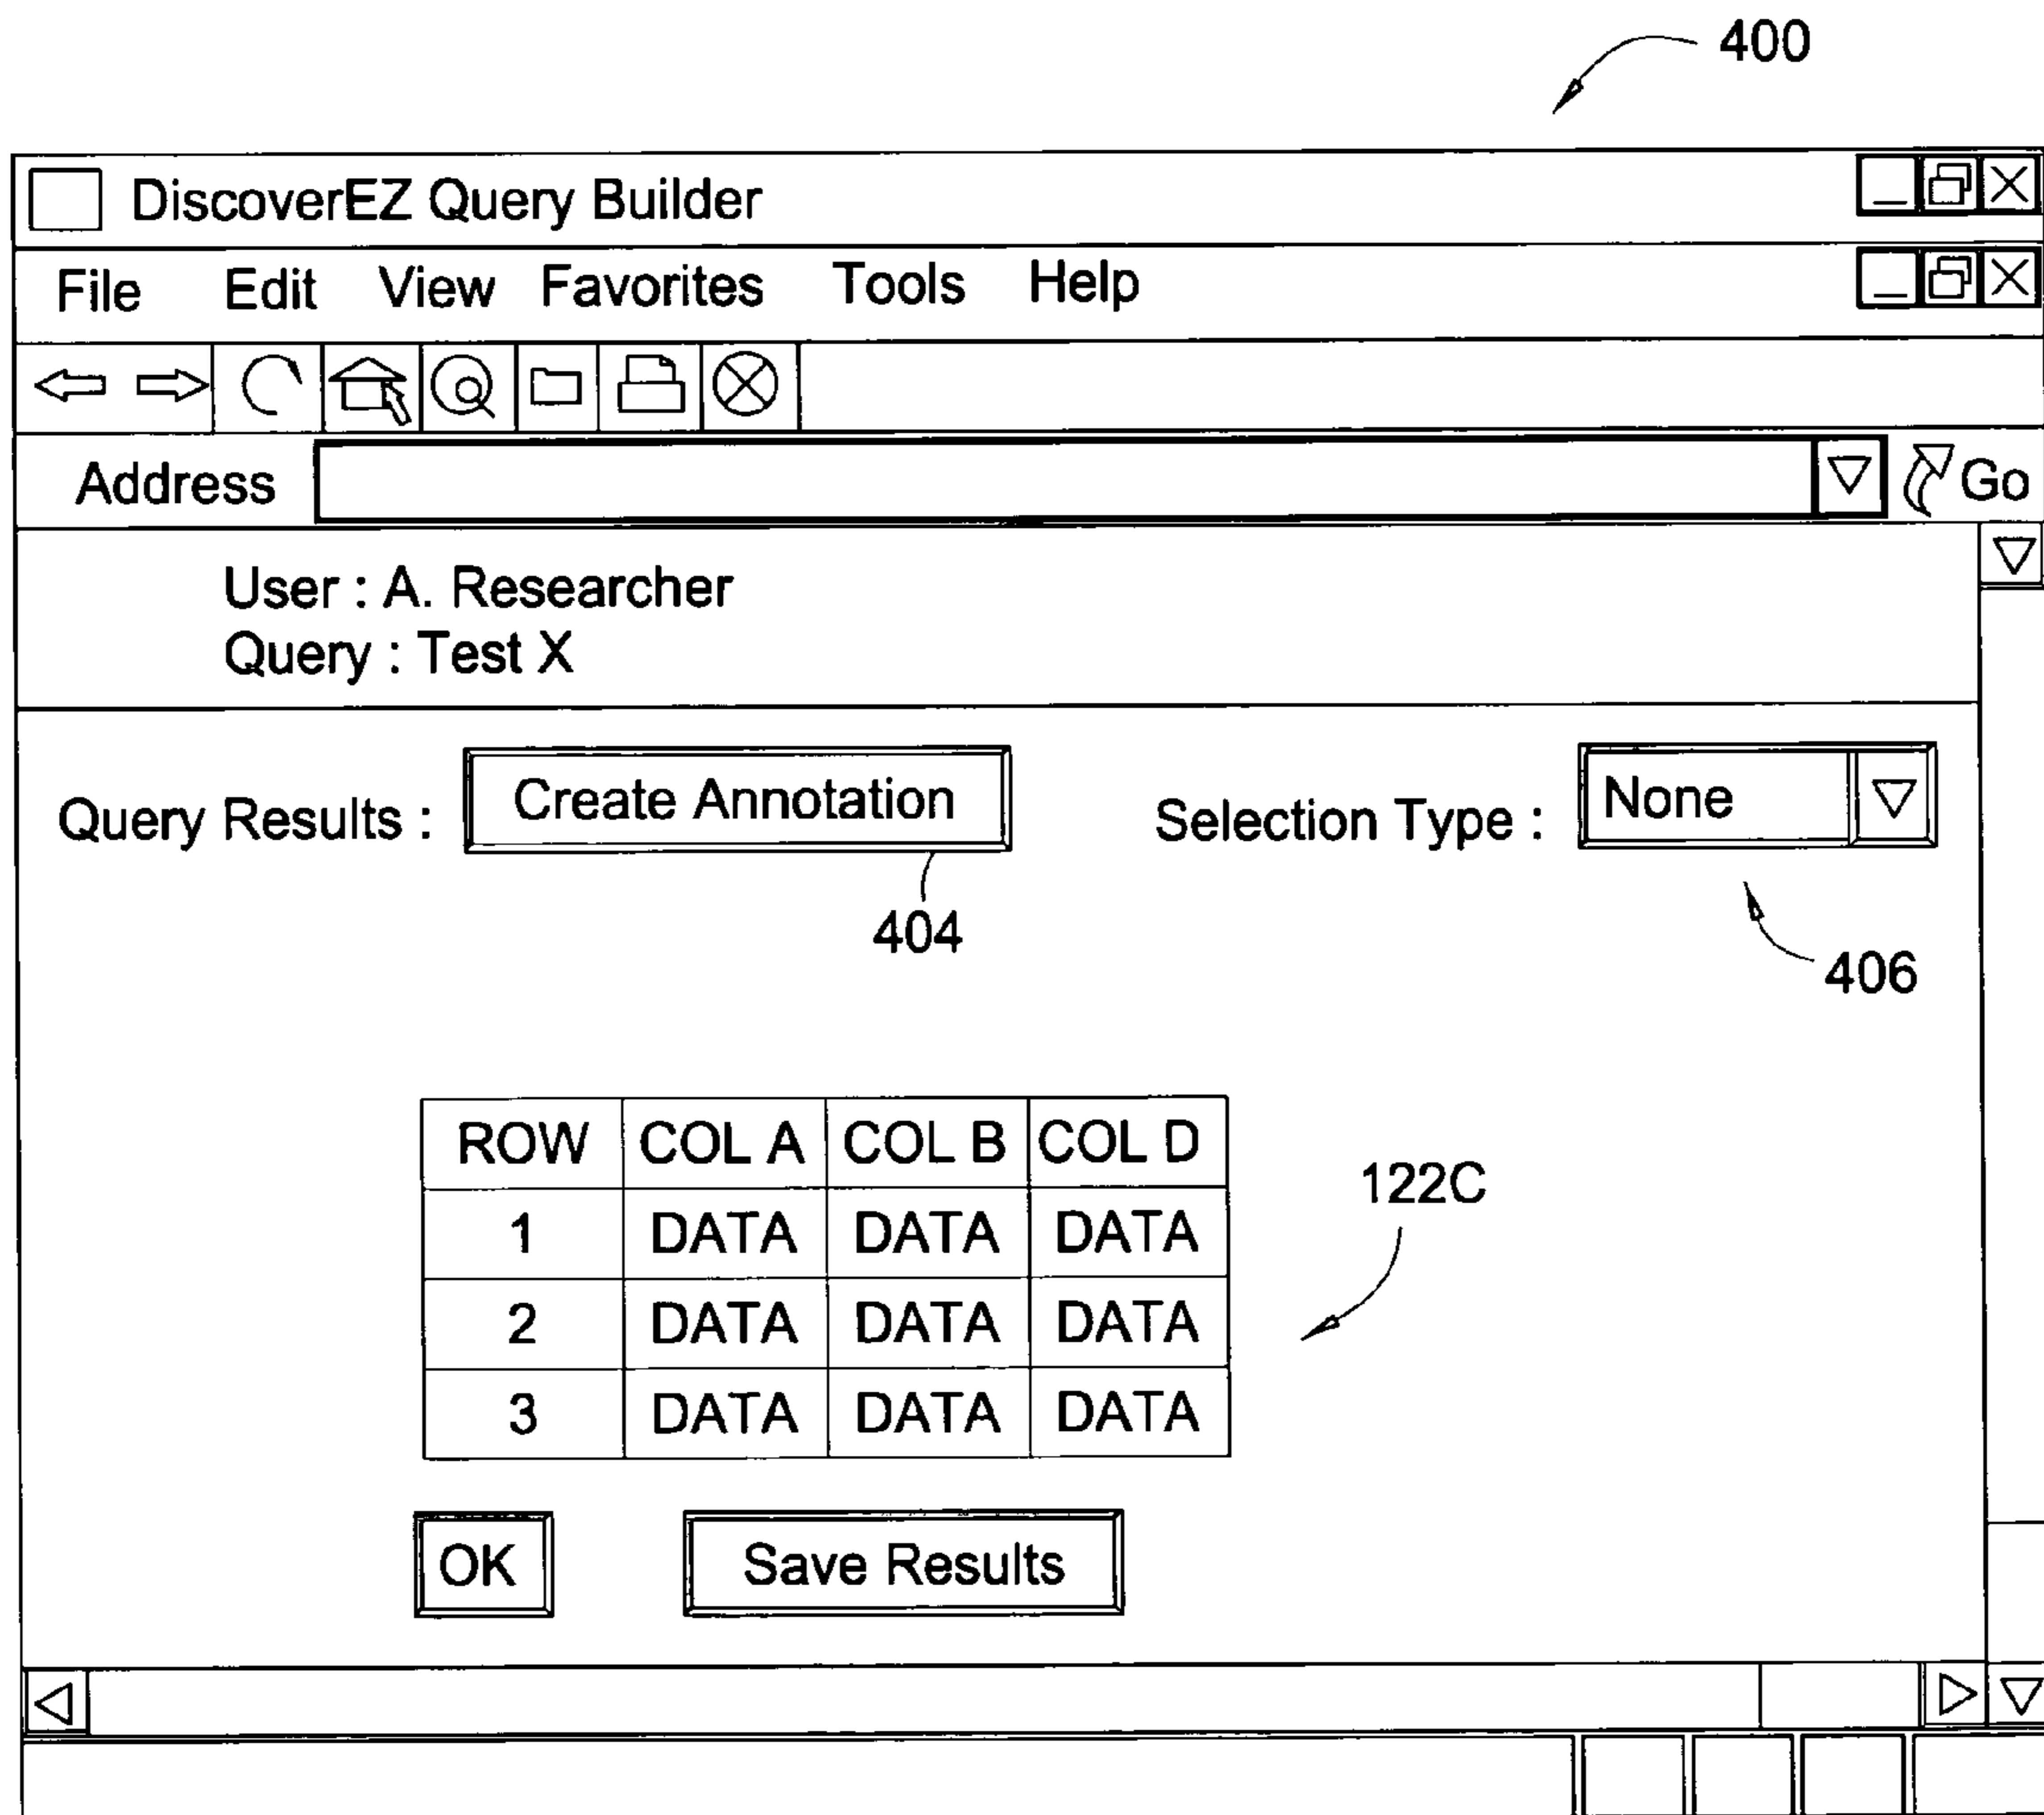 400
DiscoverEZ Query Builder
File Edit View Favorites Tools Help
Address Go
User : A. Researcher
Query : Test X
Query Results : Create Annotation Selection Type : None
404
406
ROW COL A COL B COL D
122C
1 DATA DATA DATA
2 DATA DATA DATA
3 DATA DATA DATA
OK Save Results